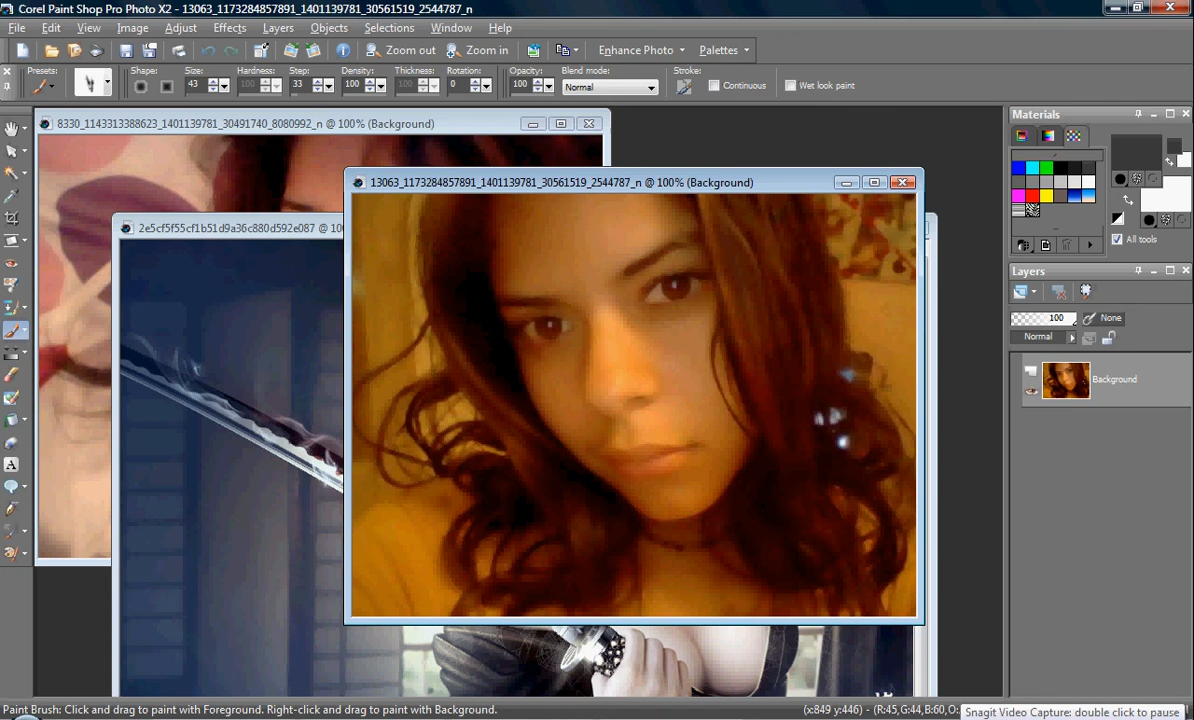 Corel Paint Shop Pro Photo X2 - 13063_1173284857891_1401139781_30561519_2544787_n
File Edit View Image Adjust Effects Layers Objects Selections Window Help
Zoom out Zoom in Enhance Photo Palettes
Presets: Shape: Size: Hardness: Step: Density: Thickness: Rotation: Opacity: Blend mode: Stroke:
43 100 33 100 100 0 100 Normal Continuous Wet look paint
8330_1143313388623_1401139781_30491740_8080992_n @ 100% (Background)
13063_1173284857891_1401139781_30561519_2544787_n @ 100% (Background)
2e5cf5f55cf1b51d9a36c880d592e087 @ 10
Materials
All tools
Layers
100 None
Normal
Background
Paint Brush: Click and drag to paint with Foreground. Right-click and drag to paint with Background.
(x:849 y:446) - (R:45,G:44,B:60,O:
Snagit Video Capture: double click to pause